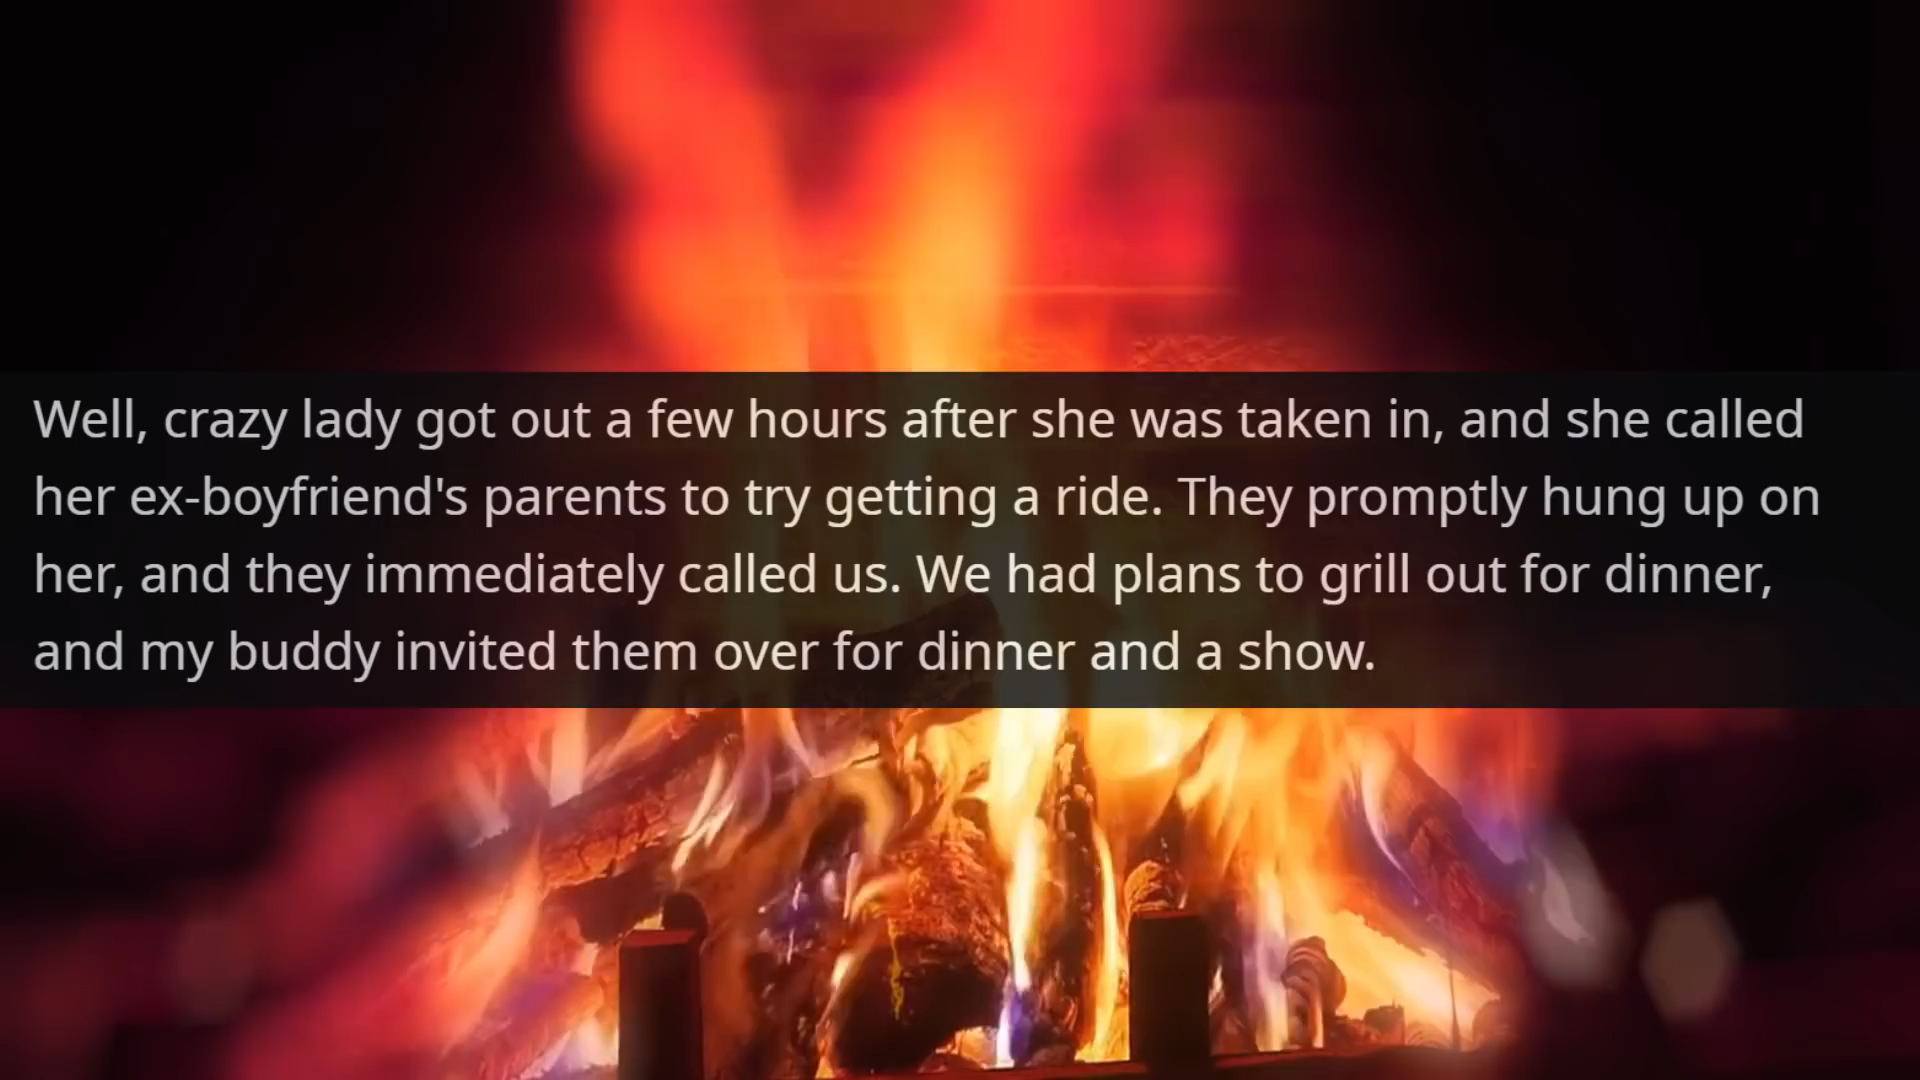 Well, crazy lady got out a few hours after she was taken in, and she called
her ex-boyfriend's parents to try getting a ride. They promptly hung up on
her, and they immediately called us. We had plans to grill out for dinner,
and my buddy invited them over for dinner and a show.